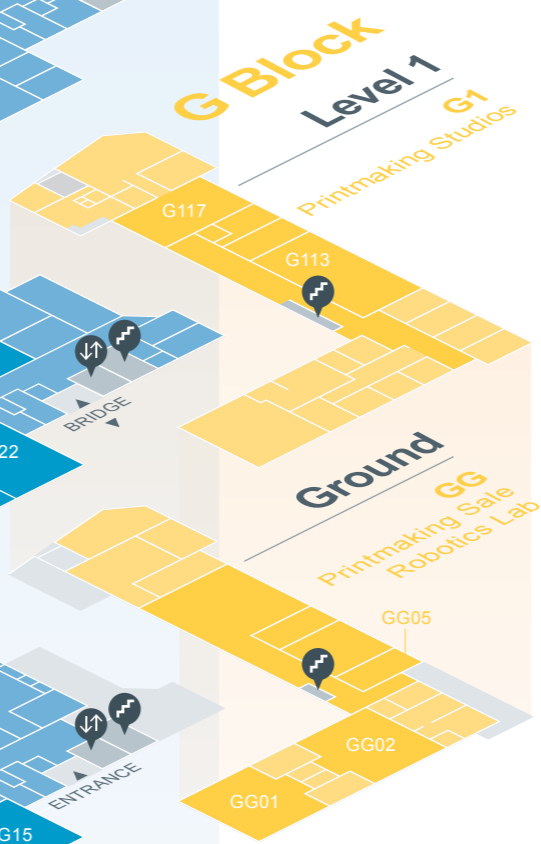 G Block
Level 1
G1
Printmaking Studios
G117
G113
BRIDGE
22
Ground
GG
Printmaking Sale
Robotics Lab
GG05
GG02
ENTRANCE
GG01
G15